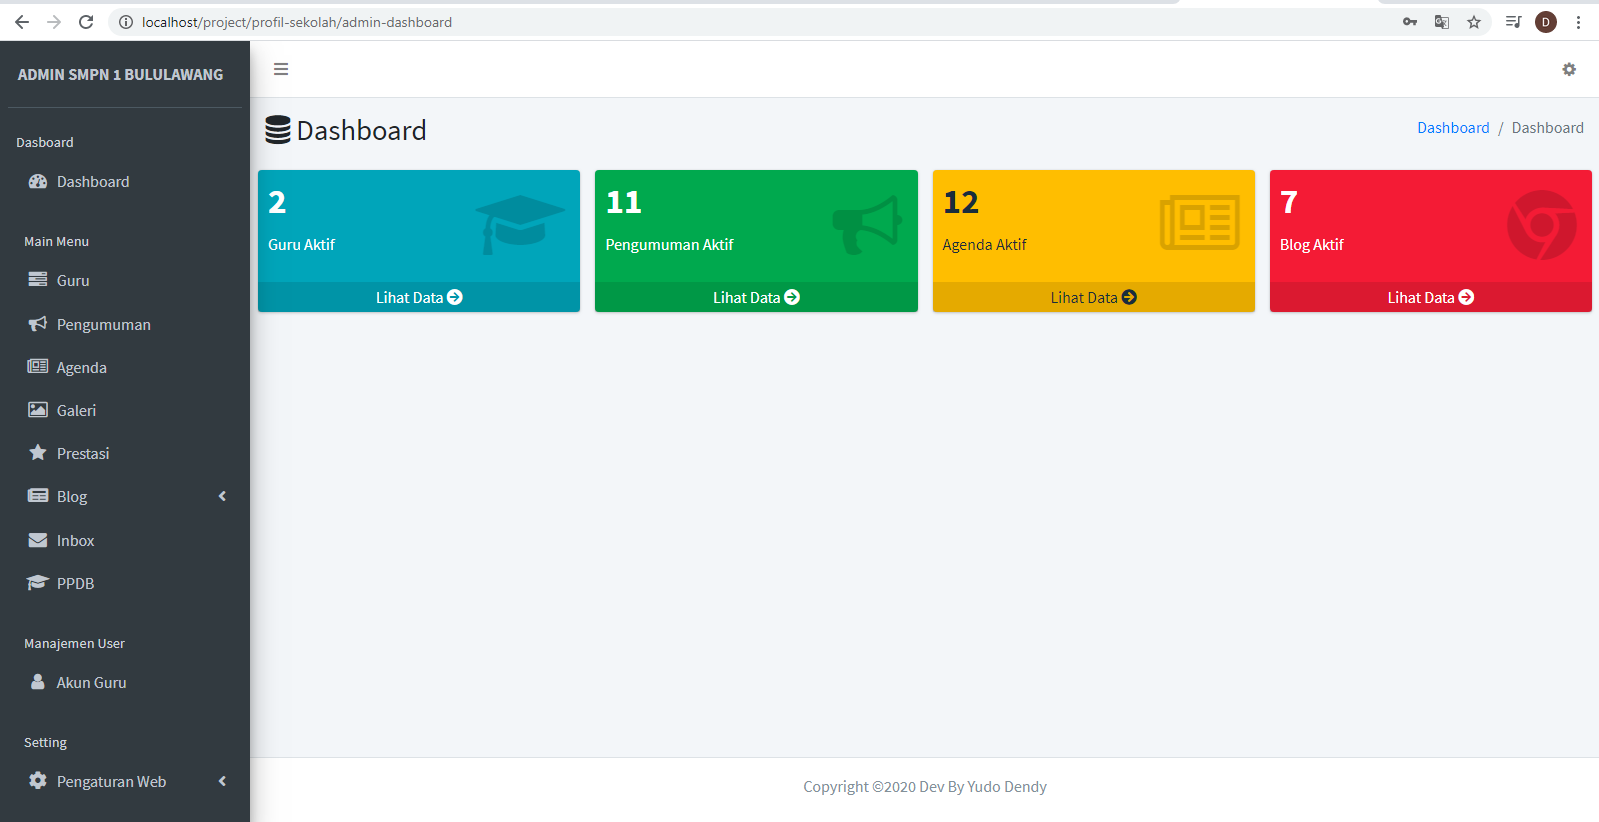 localhost/project/profil-sekolah/admin-dashboard
D
ADMIN SMPN 1 BULULAWANG
Dasboard
Dashboard
Main Menu
Guru
Pengumuman
Agenda
Galeri
Prestasi
Blog
Inbox
PPDB
Manajemen User
Akun Guru
Setting
Pengaturan Web
Dashboard
Dashboard / Dashboard
2
Guru Aktif
Lihat Data
11
Pengumuman Aktif
Lihat Data
12
Agenda Aktif
Lihat Data
7
Blog Aktif
Lihat Data
Copyright ©2020 Dev By Yudo Dendy